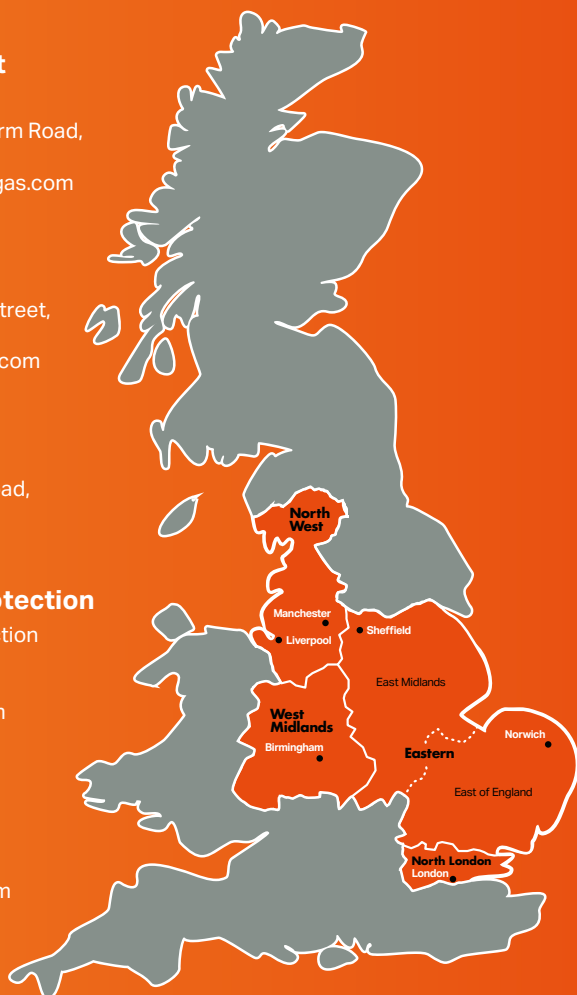 t
rm Road,
gas.com
treet,
com
ad,
otection
ction
m
m
North
West
Manchester
Liverpool
Sheffield
East Midlands
West
Midlands
Birmingham
Norwich
Eastern
East of England
North London
London